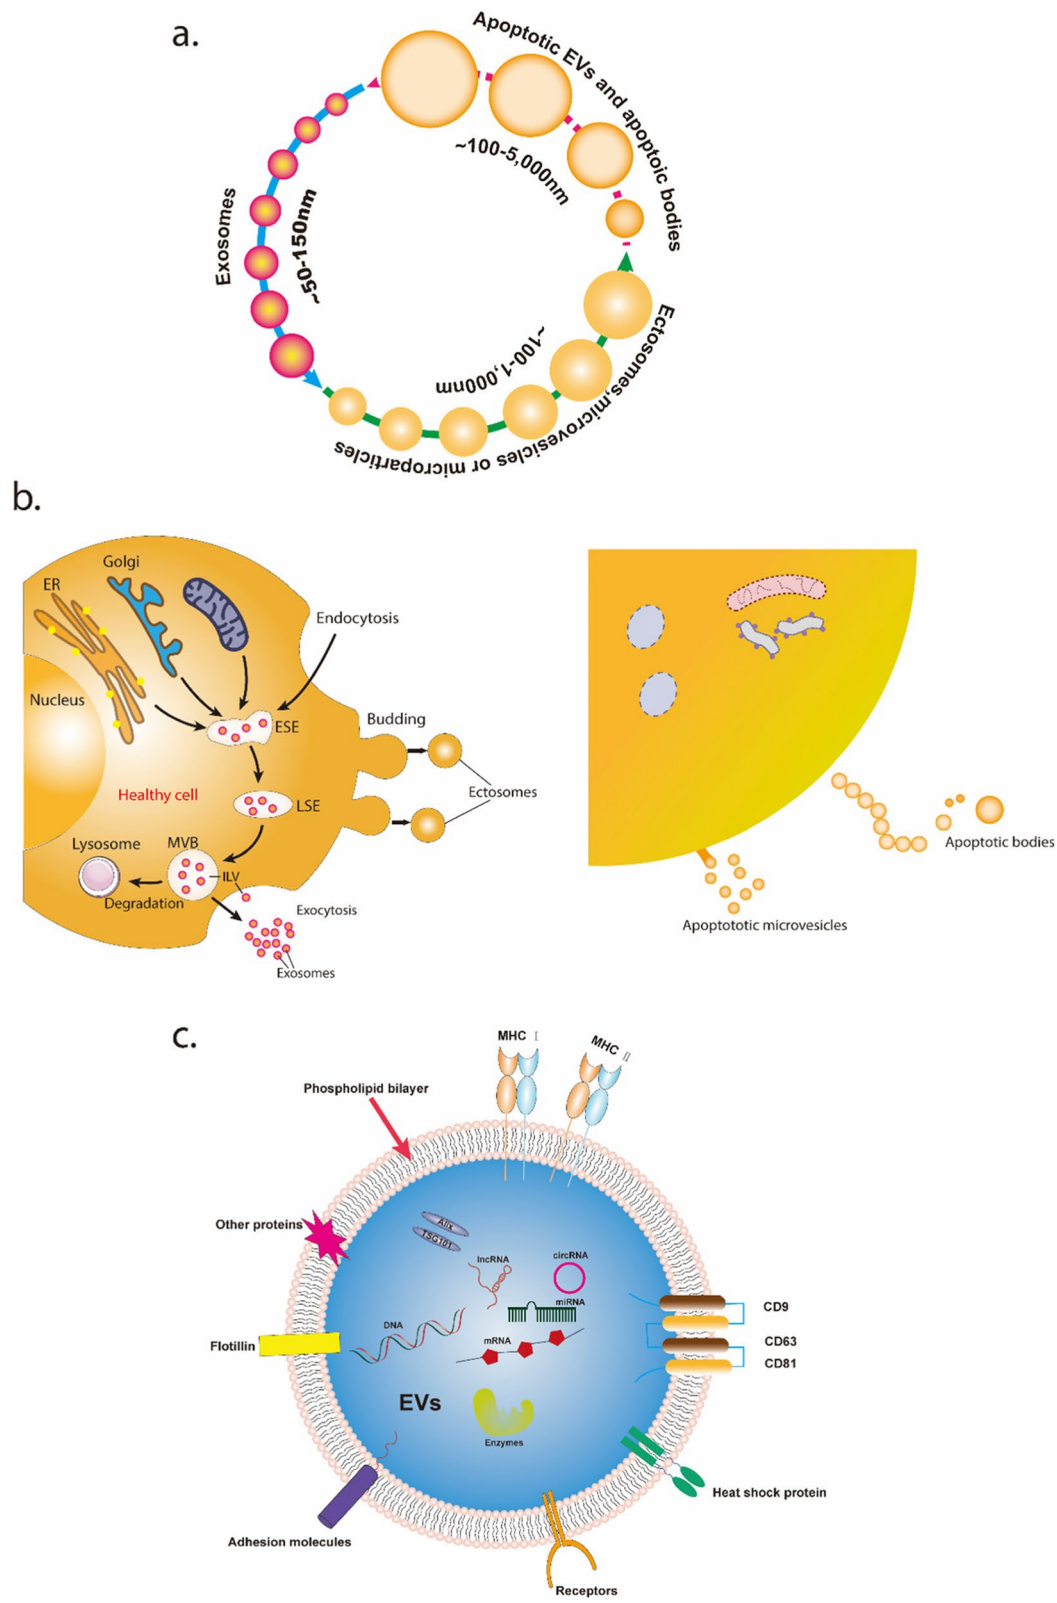 a.
Apoptotic EVs and apoptoic bodies
~100-5,000nm
Exosomes
~50-150nm
~100-1,000nm
Ectosomes,microvesicles or microparticles
b.
Golgi
ER
Endocytosis
Nucleus
ESE
Budding
Healthy cell
LSE
Ectosomes
Lysosome
MVB
ILV
Degradation
Exocytosis
Exosomes
Apoptotic bodies
Apoptototic microvesicles
c.
MHC Ⅰ
MHC Ⅱ
Phospholipid bilayer
Other proteins
Alix
TSG101
lncRNA
circRNA
miRNA
DNA
mRNA
CD9
CD63
CD81
Flotillin
EVs
Enzymes
Heat shock protein
Adhesion molecules
Receptors